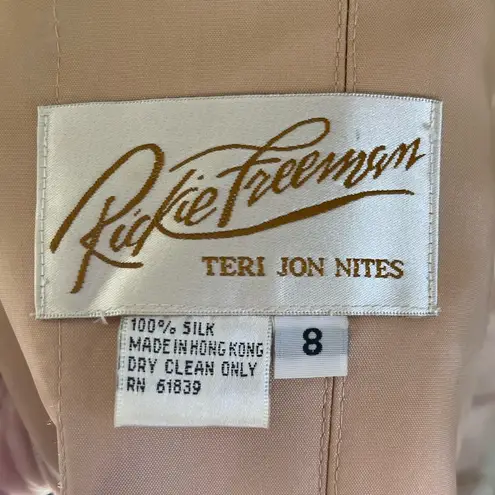 Rickie Freeman
TERI JON NITES
100% SILK
MADE IN HONG KONG
DRY CLEAN ONLY
RN 61839
8